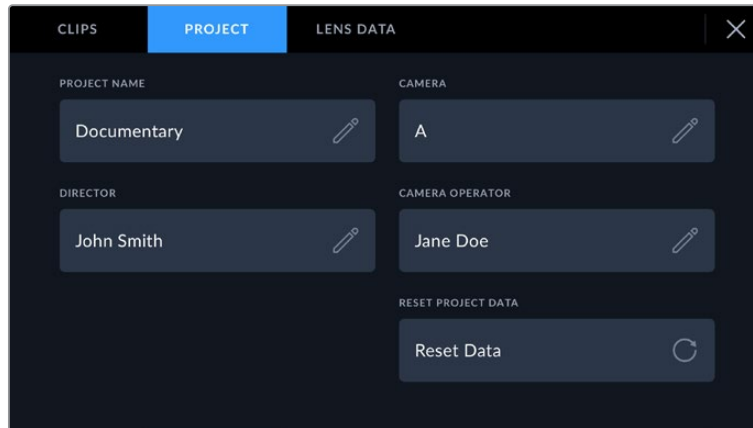 CLIPS
PROJECT
LENS DATA
PROJECT NAME
Documentary
CAMERA
A
DIRECTOR
John Smith
CAMERA OPERATOR
Jane Doe
RESET PROJECT DATA
Reset Data